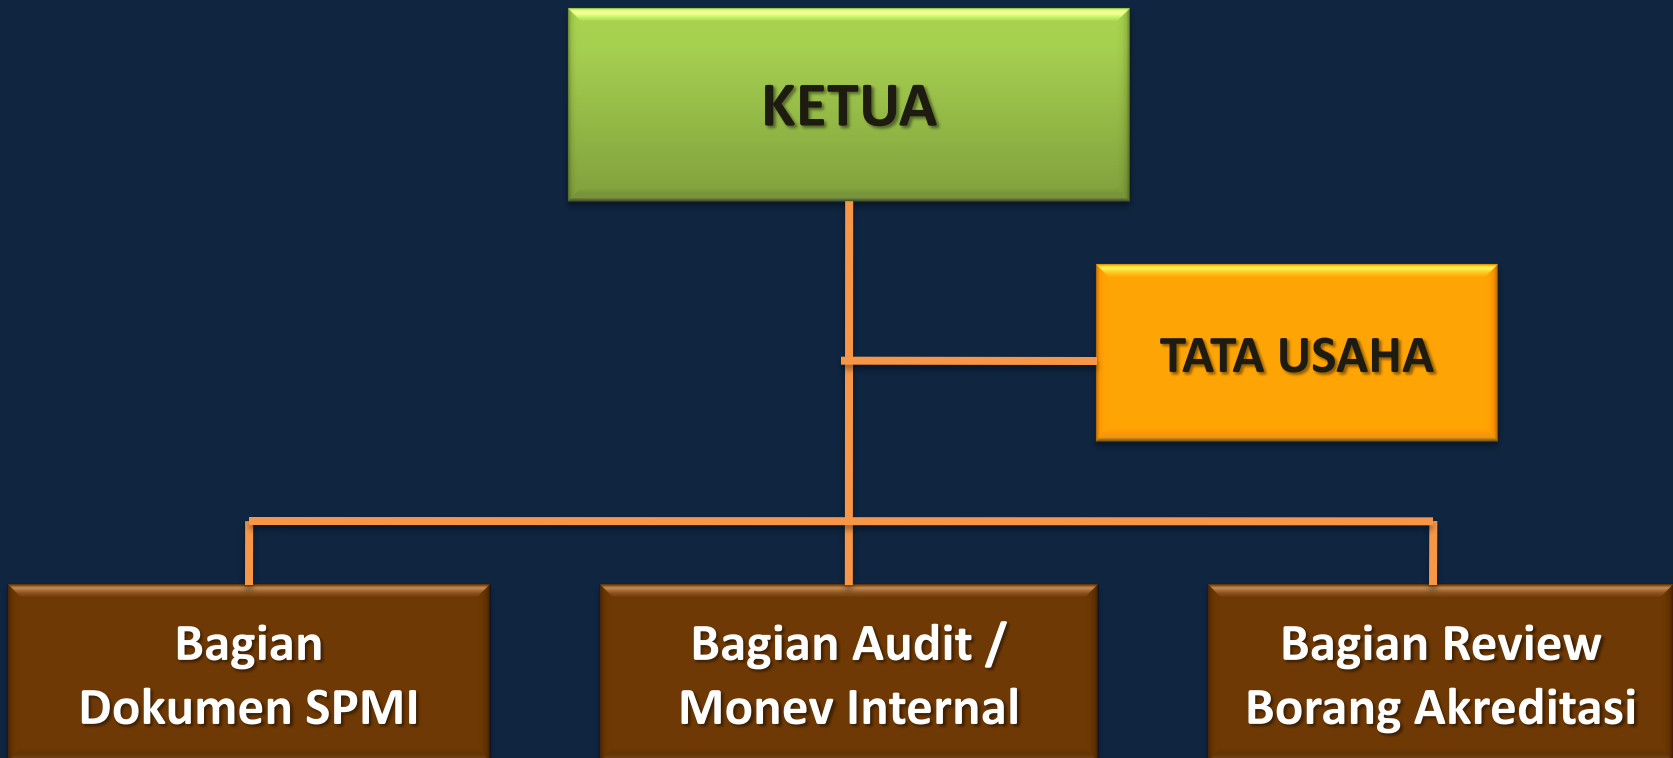 KETUA
TATA USAHA
Bagian
Dokumen SPMI
Bagian Audit /
Monev Internal
Bagian Review
Borang Akreditasi